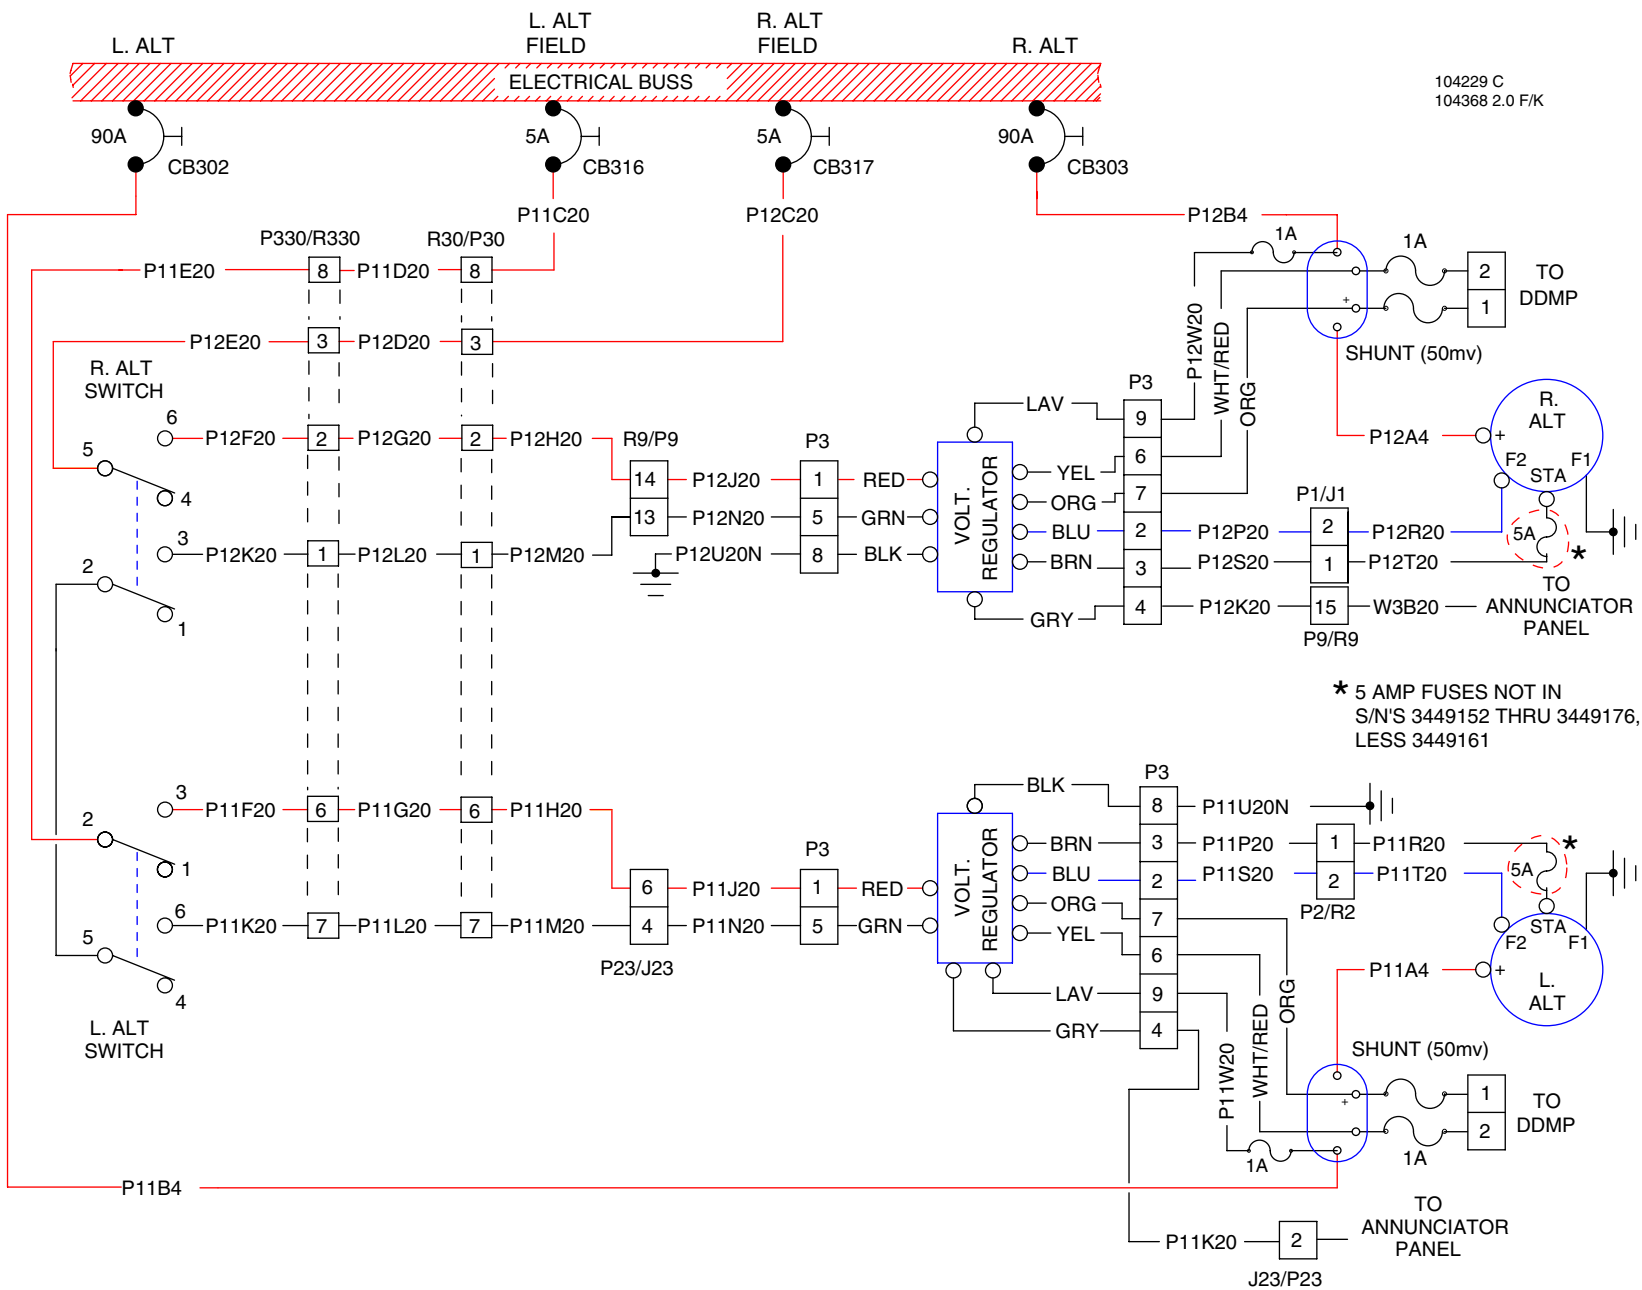 L. ALT
L. ALT
FIELD
R. ALT
FIELD
R. ALT
ELECTRICAL BUSS
104229 C
104368 2.0 F/K
90A
CB302
5A
CB316
5A
CB317
90A
CB303
P11C20
P12C20
P12B4
P330/R330
R30/P30
1A
1A
P11E20
8
P11D20
8
2
1
TO
DDMP
+
P12W20
WHT/RED
ORG
SHUNT (50mv)
P12E20
3
P12D20
3
R. ALT
SWITCH
P3
LAV
9
R.
ALT
6
P12F20
2
P12G20
2
P12H20
R9/P9
P3
P12A4
+
5
4
14
P12J20
1
RED
YEL
6
F2
STA
F1
ORG
7
P1/J1
13
P12N20
5
GRN
VOLT.
REGULATOR
BLU
2
P12P20
2
P12R20
5A
*
3
P12K20
1
P12L20
1
P12M20
P12U20N
8
BLK
BRN
3
P12S20
1
P12T20
2
1
GRY
4
P12K20
15
W3B20
TO
ANNUNCIATOR
PANEL
P9/R9
* 5 AMP FUSES NOT IN
S/N'S 3449152 THRU 3449176,
LESS 3449161
P3
BLK
8
P11U20N
3
P11F20
6
P11G20
6
P11H20
2
1
P3
BRN
3
P11P20
1
P11R20
*
5A
BLU
2
P11S20
2
P11T20
P2/R2
6
P11J20
1
RED
VOLT.
REGULATOR
ORG
7
6
P11K20
7
P11L20
7
P11M20
4
P11N20
5
GRN
YEL
6
F2
STA
F1
5
4
P23/J23
P11A4
+
L.
ALT
LAV
9
GRY
4
L. ALT
SWITCH
P11W20
WHT/RED
ORG
SHUNT (50mv)
+
1
2
TO
DDMP
1A
1A
P11B4
P11K20
2
J23/P23
TO
ANNUNCIATOR
PANEL